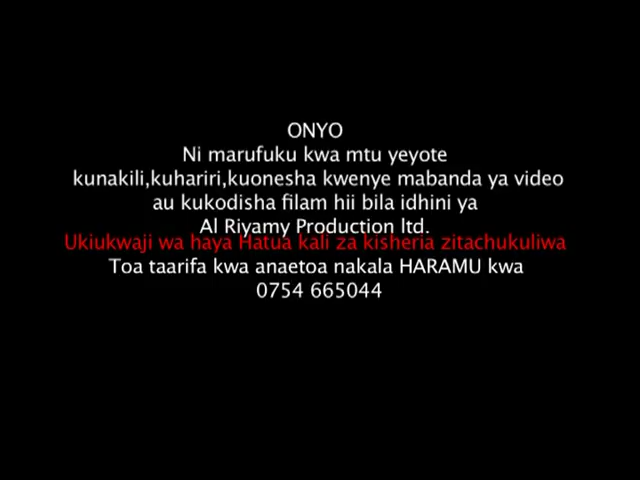 ONYO
Ni marufuku kwa mtu yeyote
kunakili,kuhariri,kuonesha kwenye mabanda ya video
au kukodisha filam hii bila idhini ya
Al Riyamy Production ltd.
Ukiukwaji wa haya Hatua kali za kisheria zitachukuliwa
Toa taarifa kwa anaetoa nakala HARAMU kwa
0754 665044